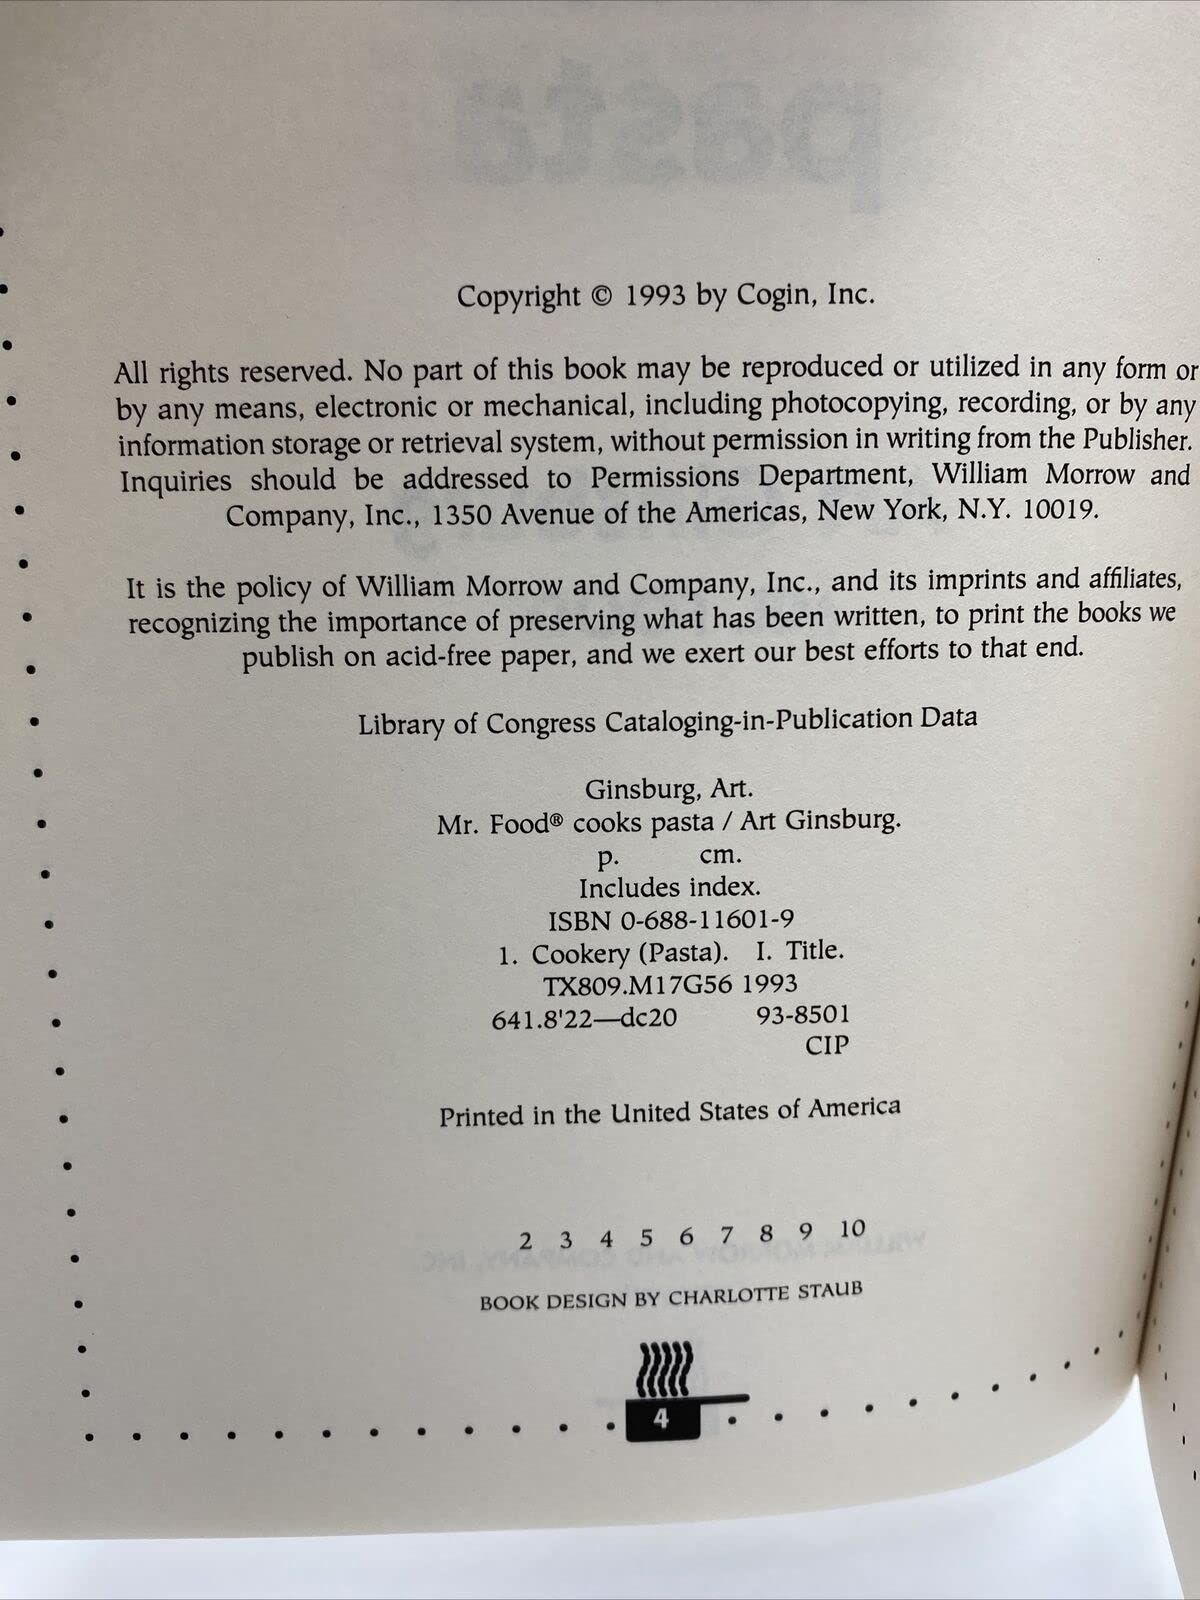 Copyright © 1993 by Cogin, Inc.
All rights reserved. No part of this book may be reproduced or utilized in any form or
by any means, electronic or mechanical, including photocopying, recording, or by any
information storage or retrieval system, without permission in writing from the Publisher.
Inquiries should be addressed to Permissions Department, William Morrow and
Company, Inc., 1350 Avenue of the Americas, New York, N.Y. 10019.
It is the policy of William Morrow and Company, Inc., and its imprints and affiliates,
recognizing the importance of preserving what has been written, to print the books we
publish on acid-free paper, and we exert our best efforts to that end.
Library of Congress Cataloging-in-Publication Data
Ginsburg, Art.
Mr. Food® cooks pasta / Art Ginsburg.
p. cm.
Includes index.
ISBN 0-688-11601-9
1. Cookery (Pasta). I. Title.
TX809.M17G56 1993
641.8'22—dc20 93-8501
CIP
Printed in the United States of America
2 3 4 5 6 7 8 9 10
BOOK DESIGN BY CHARLOTTE STAUB
4